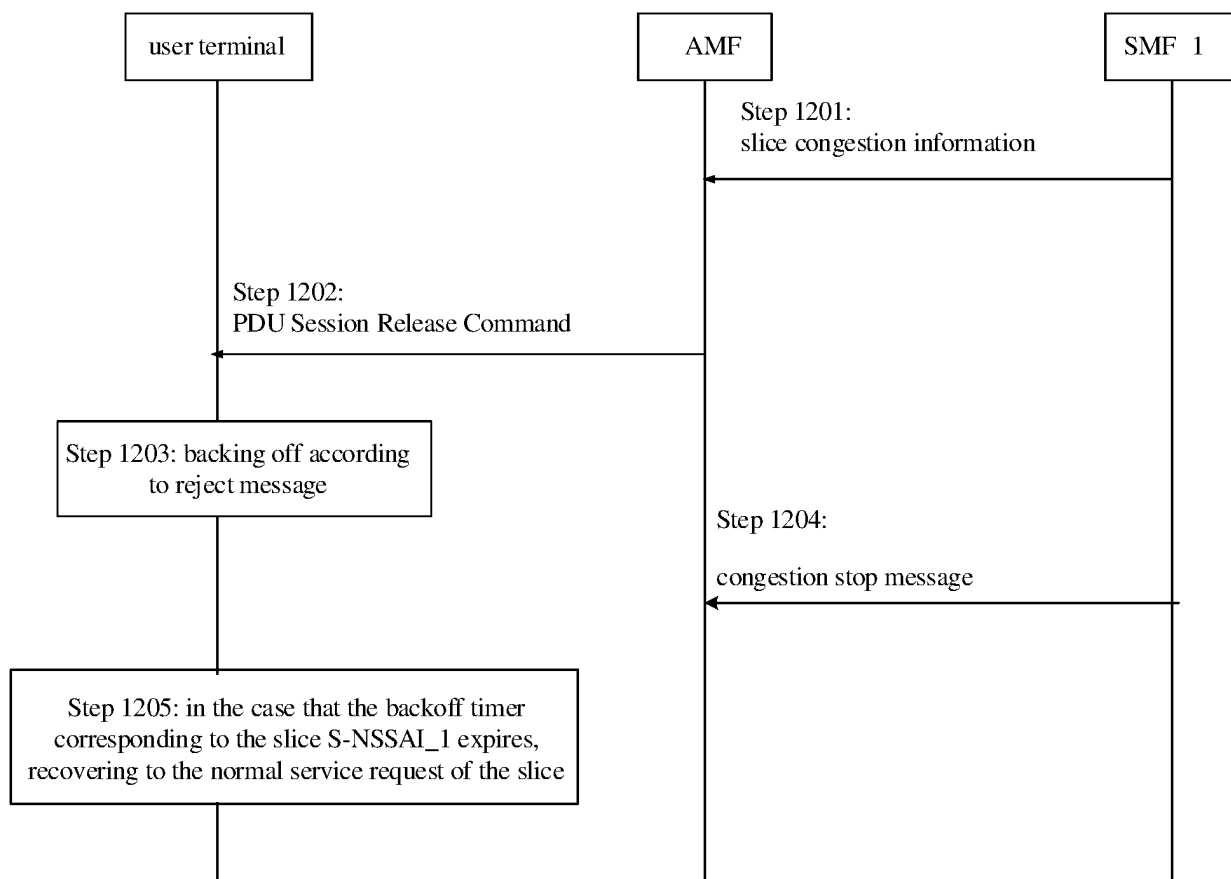 user terminal
AMF
SMF 1
Step 1201:
slice congestion information
Step 1202:
PDU Session Release Command
Step 1203: backing off according
to reject message
Step 1204:
congestion stop message
Step 1205: in the case that the backoff timer
corresponding to the slice S-NSSAI_1 expires,
recovering to the normal service request of the slice